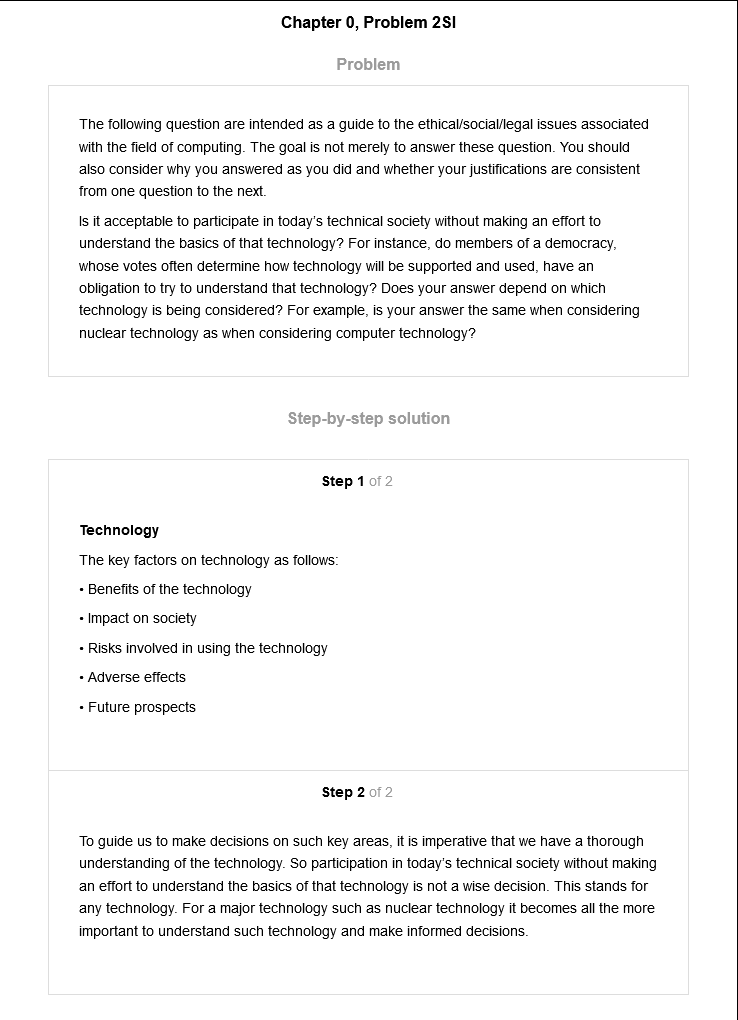 Chapter 0, Problem 2SI
Problem
The following question are intended as a guide to the ethical/social/legal issues associated
with the field of computing. The goal is not merely to answer these question. You should
also consider why you answered as you did and whether your justifications are consistent
from one question to the next.
Is it acceptable to participate in today's technical society without making an effort to
understand the basics of that technology? For instance, do members of a democracy,
whose votes often determine how technology will be supported and used, have an
obligation to try to understand that technology? Does your answer depend on which
technology is being considered? For example, is your answer the same when considering
nuclear technology as when considering computer technology?
Step-by-step solution
Step 1 of 2
Technology
The key factors on technology as follows:
• Benefits of the technology
• Impact on society
• Risks involved in using the technology
• Adverse effects
• Future prospects
Step 2 of 2
To guide us to make decisions on such key areas, it is imperative that we have a thorough
understanding of the technology. So participation in today's technical society without making
an effort to understand the basics of that technology is not a wise decision. This stands for
any technology. For a major technology such as nuclear technology it becomes all the more
important to understand such technology and make informed decisions.